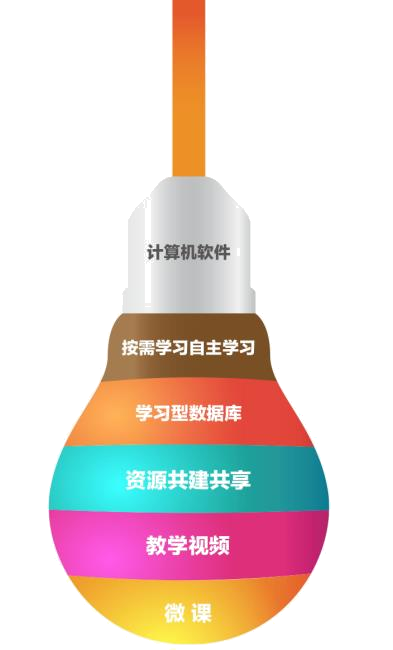 计算机软件
按需学习自主学习
学习型数据库
资源共建共享
教学视频
微 课